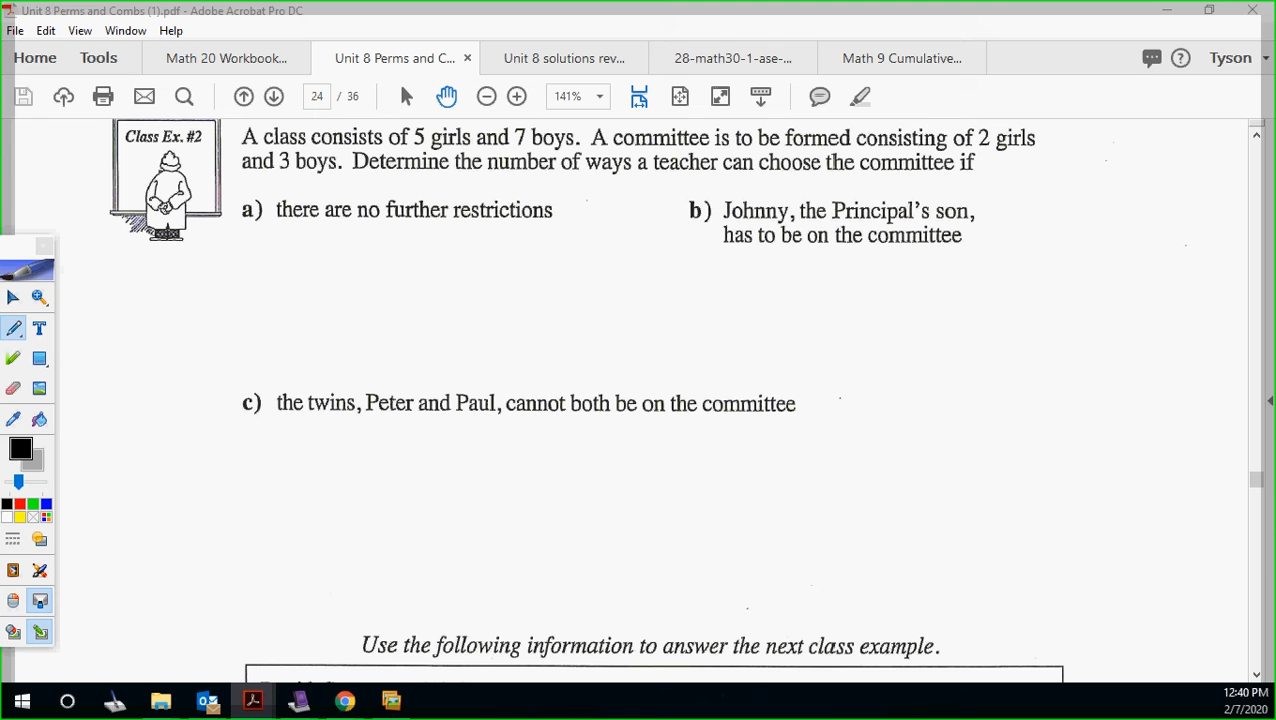 Unit 8 Perms and Combs (1).pdf - Adobe Acrobat Pro DC
File Edit View Window Help
Home Tools Math 20 Workbook... Unit 8 Perms and C... × Unit 8 solutions rev... 28-math30-1-ase-... Math 9 Cumulative... Tyson
24 / 36 141%
Class Ex. #2
A class consists of 5 girls and 7 boys. A committee is to be formed consisting of 2 girls
and 3 boys. Determine the number of ways a teacher can choose the committee if
a) there are no further restrictions
b) Johnny, the Principal's son,
has to be on the committee
c) the twins, Peter and Paul, cannot both be on the committee
Use the following information to answer the next class example.
12:40 PM
2/7/2020